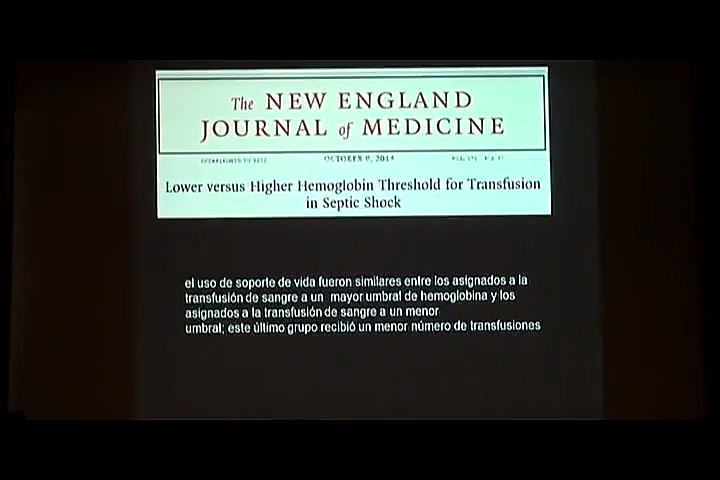 The NEW ENGLAND
JOURNAL of MEDICINE
OCTOBER 9, 2014
Lower versus Higher Hemoglobin Threshold for Transfusion
in Septic Shock
el uso de soporte de vida fueron similares entre los asignados a la
transfusión de sangre a un mayor umbral de hemoglobina y los
asignados a la transfusión de sangre a un menor
umbral; este último grupo recibió un menor número de transfusiones